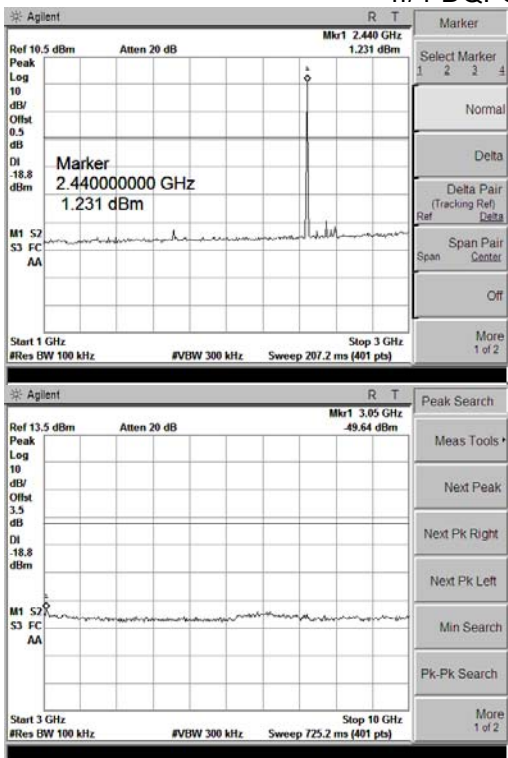 Agilent R T
Mkr1 2.440 GHz
Ref 10.5 dBm Atten 20 dB 1.231 dBm
Peak
Log
10
dB/
Offst
0.5
dB
DI
-18.8
dBm
Marker
2.440000000 GHz
1.231 dBm
M1 S2
S3 FC
AA
1
Start 1 GHz Stop 3 GHz
#Res BW 100 kHz #VBW 300 kHz Sweep 207.2 ms (401 pts)
Marker
Select Marker
1 2 3 4
Normal
Delta
Delta Pair
(Tracking Ref)
Ref Delta
Span Pair
Span Center
Off
More
1 of 2
Agilent R T
Mkr1 3.05 GHz
Ref 13.5 dBm Atten 20 dB -49.64 dBm
Peak
Log
10
dB/
Offst
3.5
dB
DI
-18.8
dBm
1
M1 S2
S3 FC
AA
Start 3 GHz Stop 10 GHz
#Res BW 100 kHz #VBW 300 kHz Sweep 725.2 ms (401 pts)
Peak Search
Meas Tools
Next Peak
Next Pk Right
Next Pk Left
Min Search
Pk-Pk Search
More
1 of 2